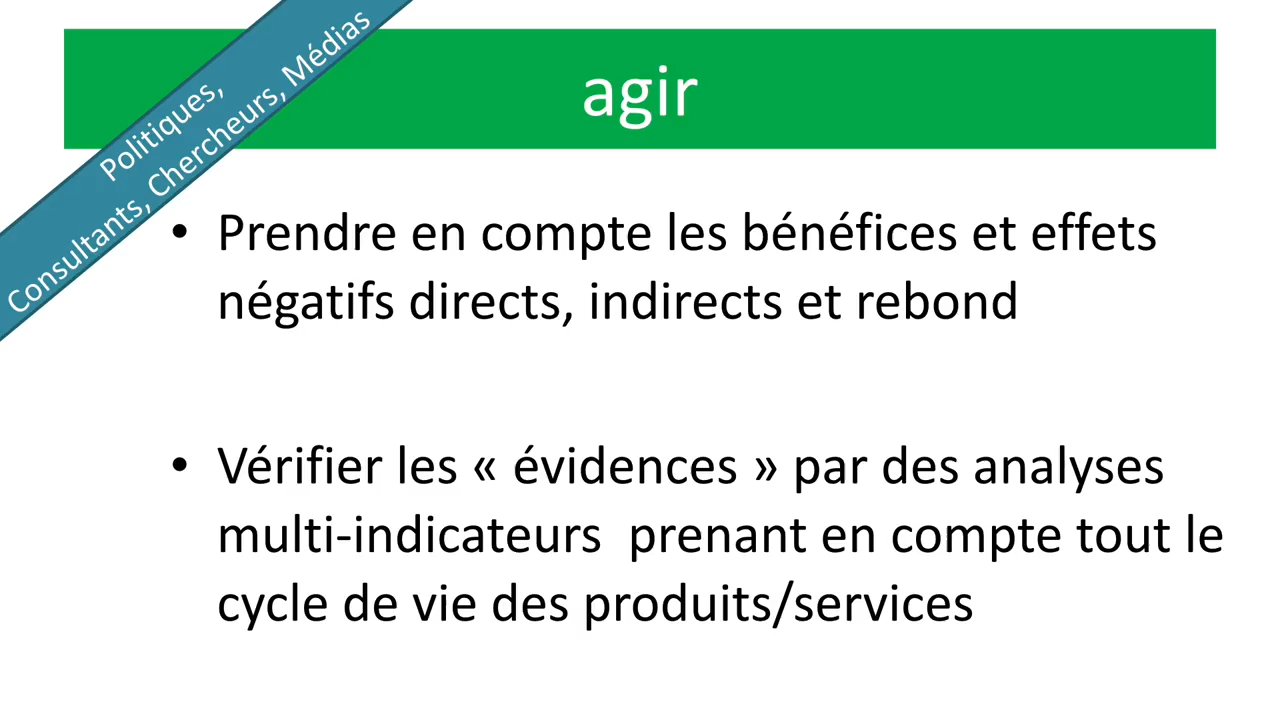 Politiques,
Consultants, Chercheurs, Médias
agir
• Prendre en compte les bénéfices et effets
négatifs directs, indirects et rebond
• Vérifier les « évidences » par des analyses
multi-indicateurs  prenant en compte tout le
cycle de vie des produits/services